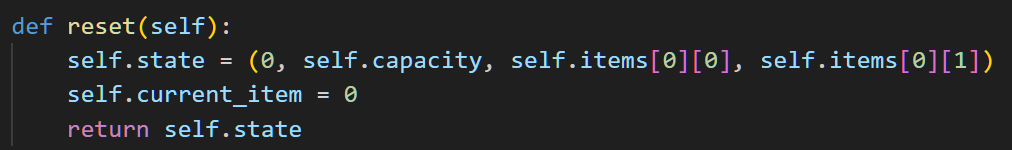 def reset(self):
    self.state = (0, self.capacity, self.items[0][0], self.items[0][1])
    self.current_item = 0
    return self.state